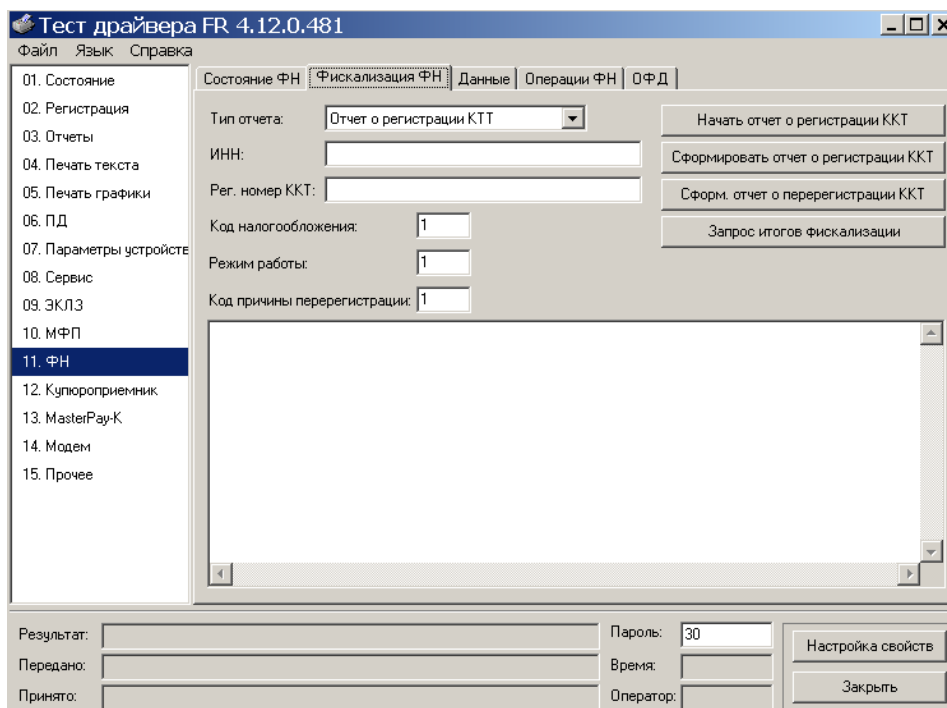 Тест драйвера FR 4.12.0.481
Файл Язык Справка
01. Состояние
02. Регистрация
03. Отчеты
04. Печать текста
05. Печать графики
06. ПД
07. Параметры устройств
08. Сервис
09. ЭКЛЗ
10. МФП
11. ФН
12. Купюроприемник
13. MasterPay-K
14. Модем
15. Прочее
Состояние ФН Фискализация ФН Данные Операции ФН ОФД
Тип отчета: Отчет о регистрации КТТ
ИНН:
Рег. номер ККТ:
Код налогообложения: 1
Режим работы: 1
Код причины перерегистрации: 1
Начать отчет о регистрации ККТ
Сформировать отчет о регистрации ККТ
Сформ. отчет о перерегистрации ККТ
Запрос итогов фискализации
Результат:
Передано:
Принято:
Пароль: 30
Время:
Оператор:
Настройка свойств
Закрыть